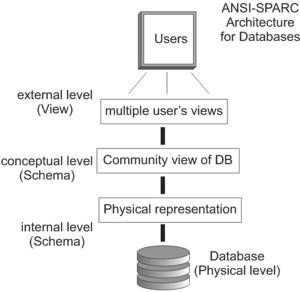 ANSI-SPARC
Architecture
for Databases
Users
external level
(View)
multiple user's views
conceptual level
(Schema)
Community view of DB
internal level
(Schema)
Physical representation
Database
(Physical level)